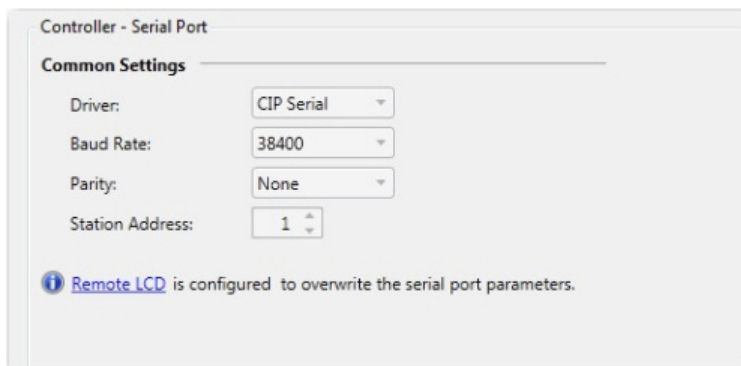 Controller - Serial Port
Common Settings
Driver: CIP Serial
Baud Rate: 38400
Parity: None
Station Address: 1
Remote LCD is configured to overwrite the serial port parameters.